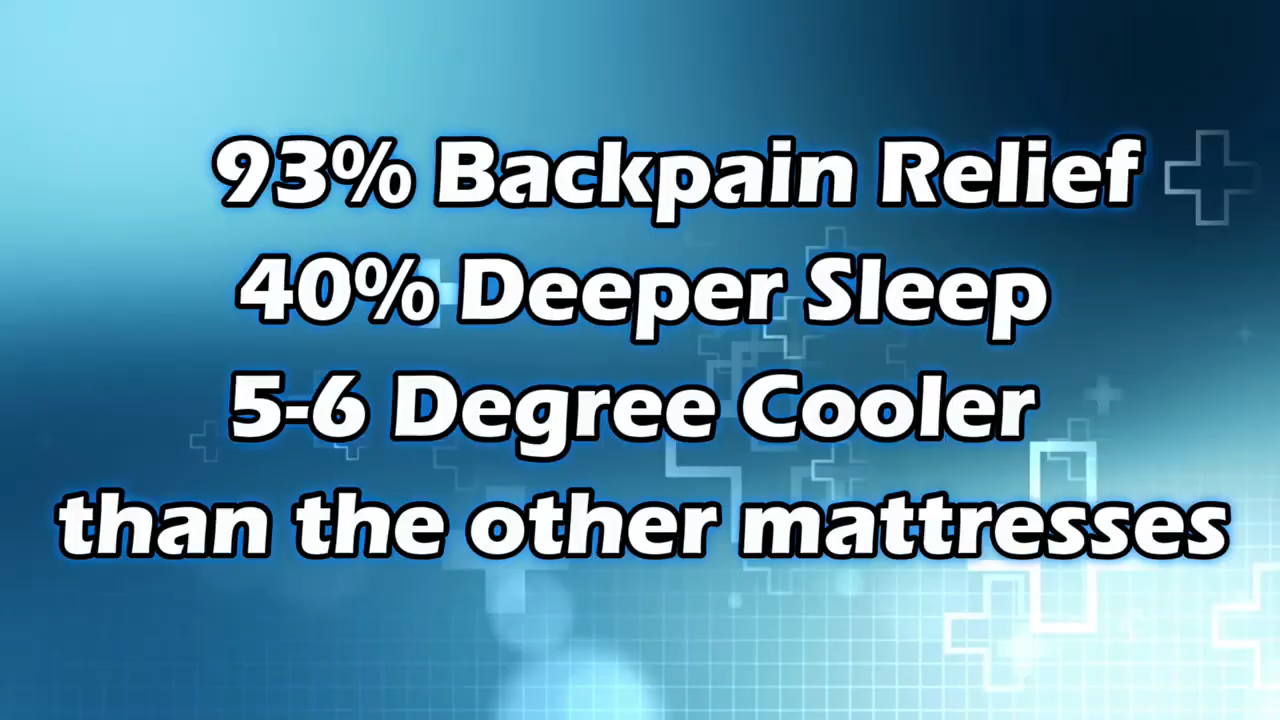 93% Backpain Relief
40% Deeper Sleep
5-6 Degree Cooler
than the other mattresses